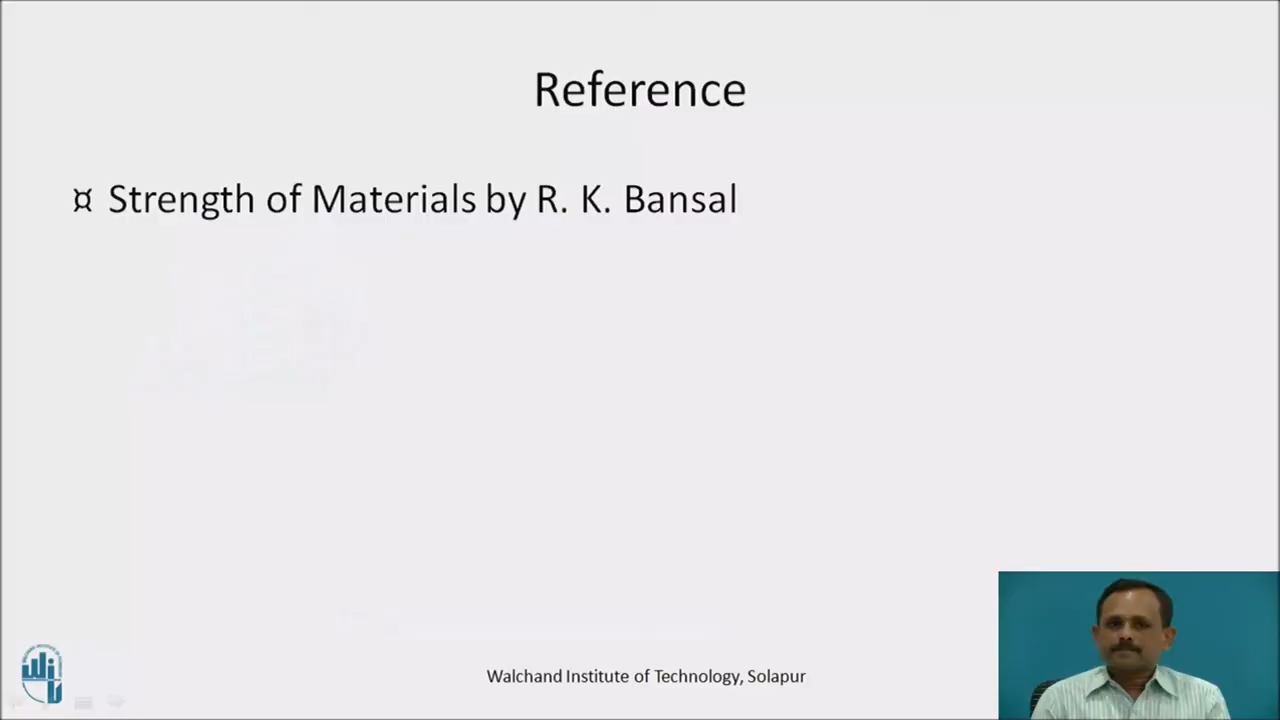 Reference
¤ Strength of Materials by R. K. Bansal
Walchand Institute of Technology, Solapur